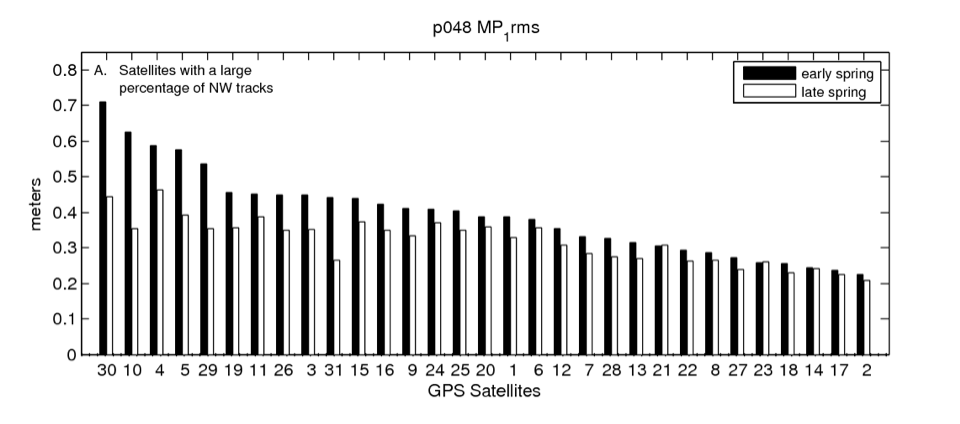 p048 MP1rms
A. Satellites with a large
percentage of NW tracks
early spring
late spring
0.8
0.7
0.6
0.5
0.4
0.3
0.2
0.1
0
meters
30 10 4 5 29 19 11 26 3 31 15 16 9 24 25 20 1 6 12 7 28 13 21 22 8 27 23 18 14 17 2
GPS Satellites